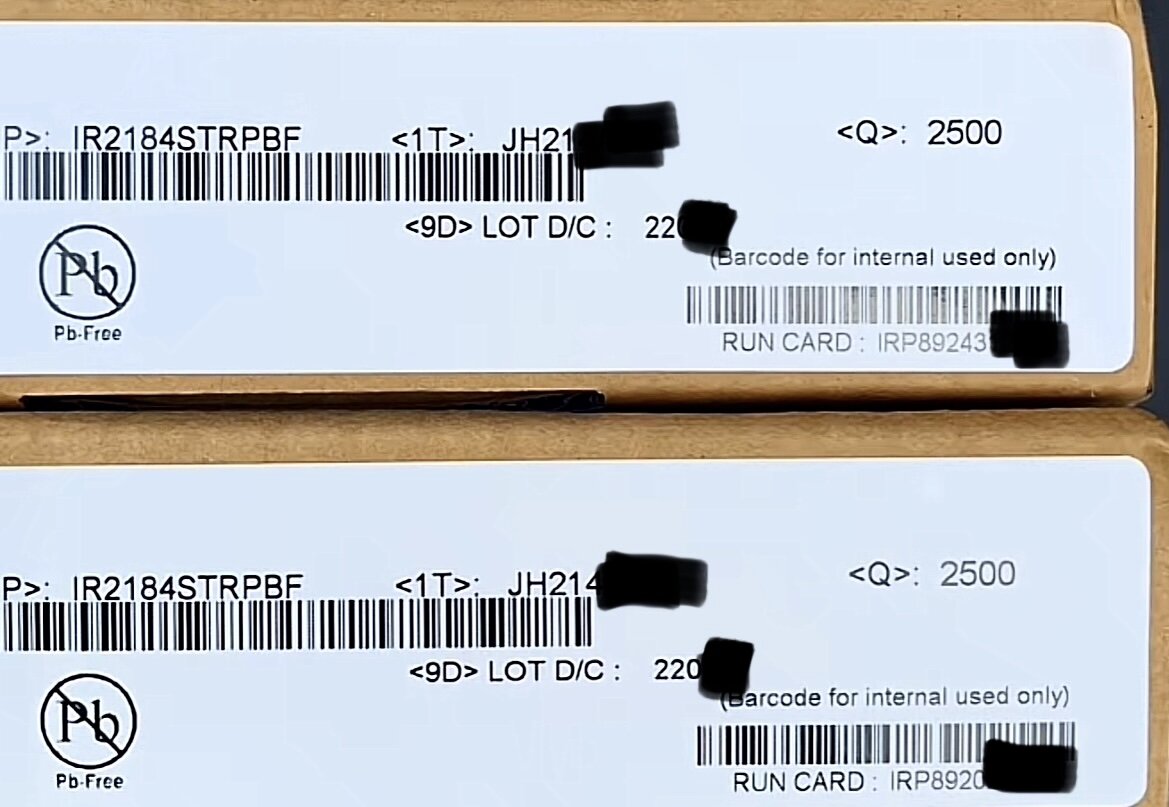 P>: IR2184STRPBF <1T>: JH21 <Q>: 2500
<9D> LOT D/C : 22
(Barcode for internal used only)
Pb
Pb-Free
RUN CARD : IRP89243
P>: IR2184STRPBF <1T>: JH214 <Q>: 2500
<9D> LOT D/C : 220
(Barcode for internal used only)
Pb
Pb-Free
RUN CARD : IRP8920